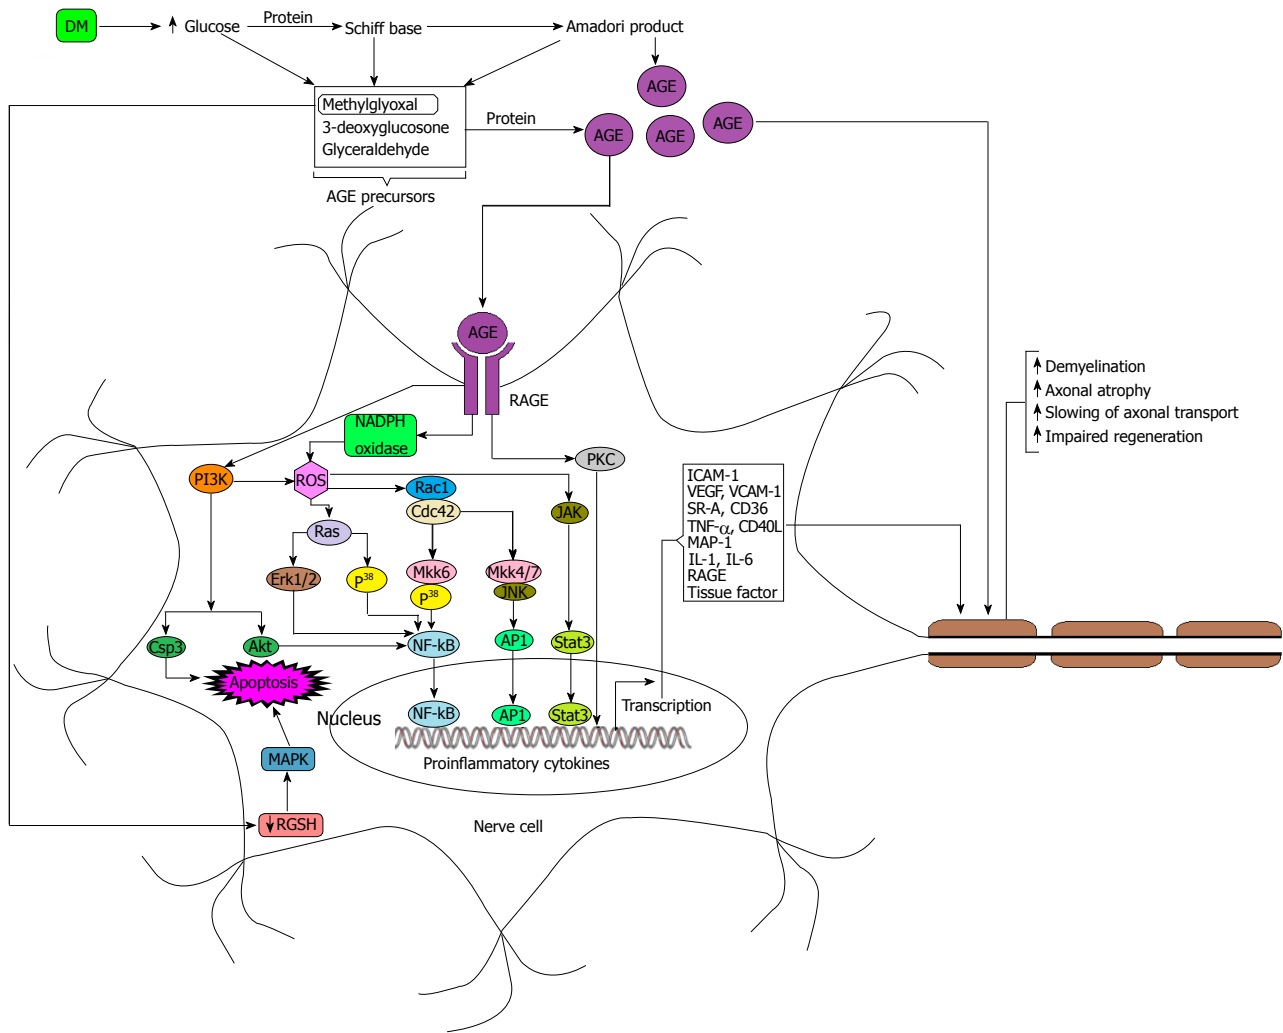 DM
Glucose
Protein
Schiff base
Amadori product
AGE
AGE
AGE
AGE
Methylglyoxal
3-deoxyglucosone
Glyceraldehyde
Protein
AGE precursors
AGE
RAGE
NADPH
oxidase
PI3K
ROS
Rac1
Cdc42
PKC
JAK
Ras
Erk1/2
P38
Mkk6
P38
Mkk4/7
JNK
Csp3
Akt
NF-kB
AP1
Stat3
Apoptosis
Nucleus
NF-kB
AP1
Stat3
Transcription
Proinflammatory cytokines
MAPK
RGSH
Nerve cell
ICAM-1
VEGF, VCAM-1
SR-A, CD36
TNF-α, CD40L
MAP-1
IL-1, IL-6
RAGE
Tissue factor
Demyelination
Axonal atrophy
Slowing of axonal transport
Impaired regeneration